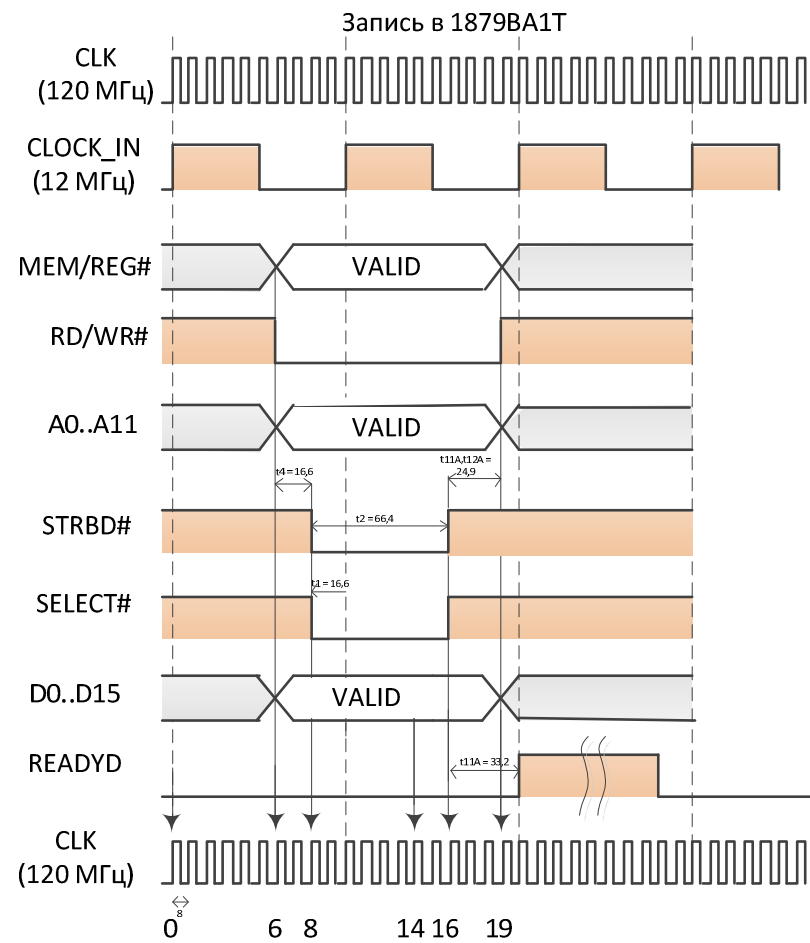 Запись в 1879ВА1Т
CLK
(120 МГц)
CLOCK_IN
(12 МГц)
MEM/REG#
VALID
RD/WR#
A0..A11
VALID
t11A,t12A =
24,9
t4 = 16,6
STRBD#
t2 = 66,4
t1 = 16,6
SELECT#
D0..D15
VALID
READYD
t11A = 33,2
CLK
(120 МГц)
8
0 6 8 14 16 19